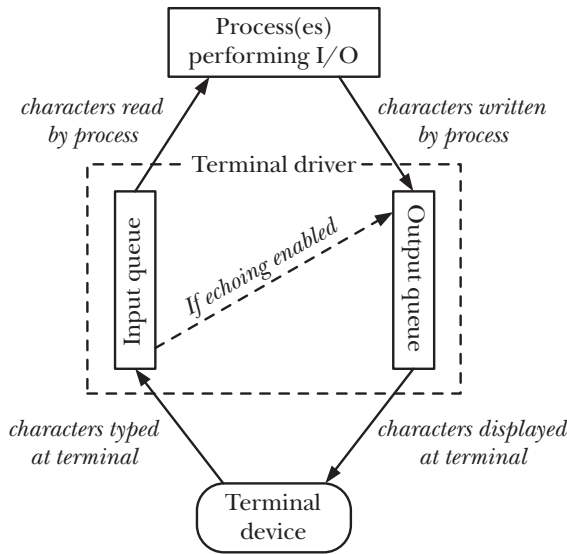 Process(es)
performing I/O
characters read
by process
characters written
by process
Terminal driver
Input queue
If echoing enabled
Output queue
characters typed
at terminal
characters displayed
at terminal
Terminal
device